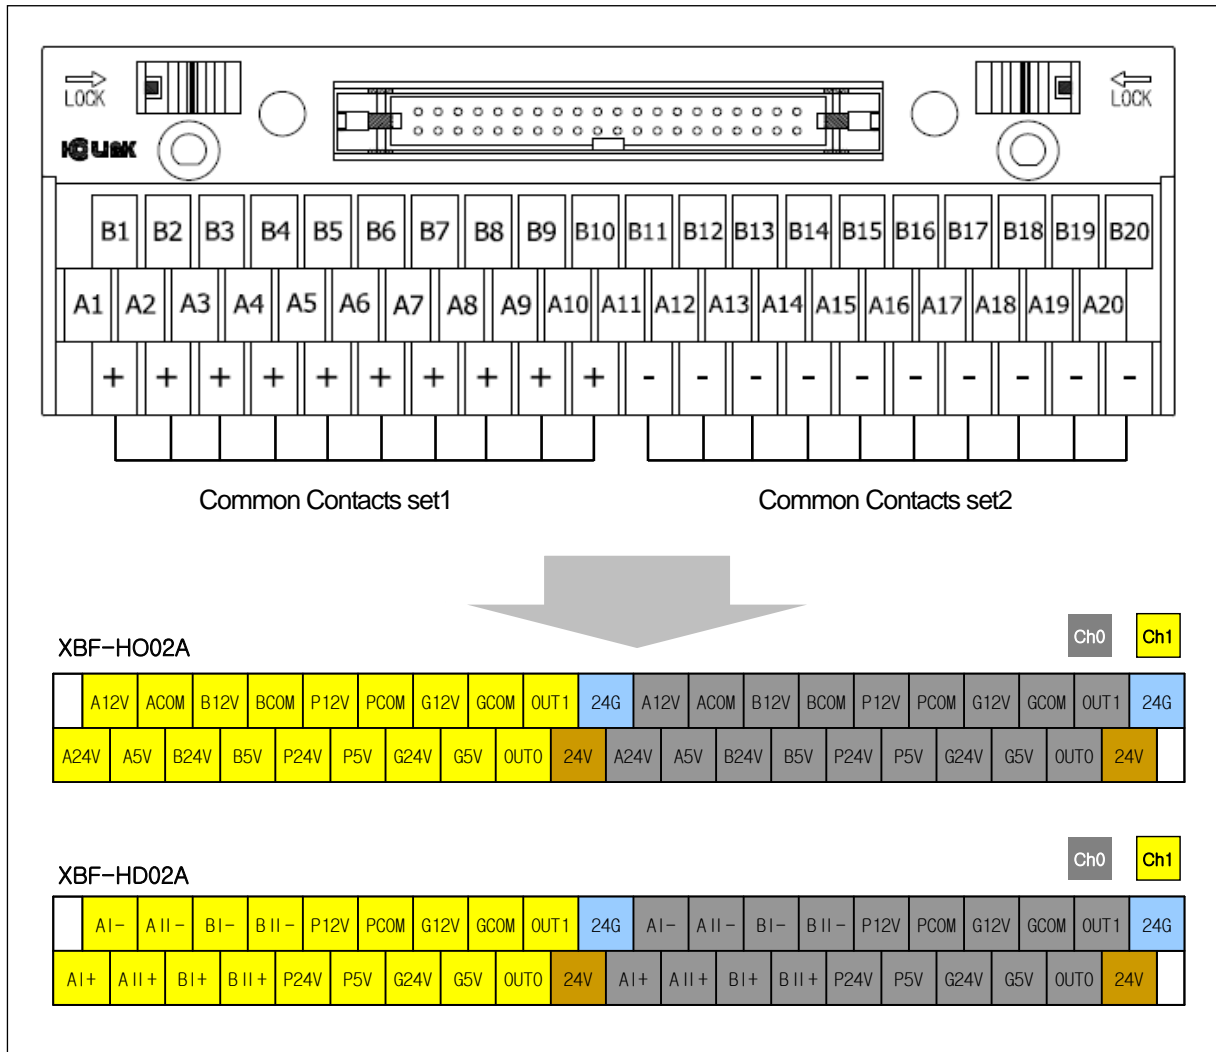 LOCK LOCK
B1 B2 B3 B4 B5 B6 B7 B8 B9 B10 B11 B12 B13 B14 B15 B16 B17 B18 B19 B20
A1 A2 A3 A4 A5 A6 A7 A8 A9 A10 A11 A12 A13 A14 A15 A16 A17 A18 A19 A20
+ + + + + + + + + + - - - - - - - - - -
Common Contacts set1 Common Contacts set2
XBF-HO02A Ch0 Ch1
A12V ACOM B12V BCOM P12V PCOM G12V GCOM OUT1 24G A12V ACOM B12V BCOM P12V PCOM G12V GCOM OUT1 24G
A24V A5V B24V B5V P24V P5V G24V G5V OUT0 24V A24V A5V B24V B5V P24V P5V G24V G5V OUT0 24V
XBF-HD02A Ch0 Ch1
AI- AII- BI- BII- P12V PCOM G12V GCOM OUT1 24G AI- AII- BI- BII- P12V PCOM G12V GCOM OUT1 24G
AI+ AII+ BI+ BII+ P24V P5V G24V G5V OUT0 24V AI+ AII+ BI+ BII+ P24V P5V G24V G5V OUT0 24V